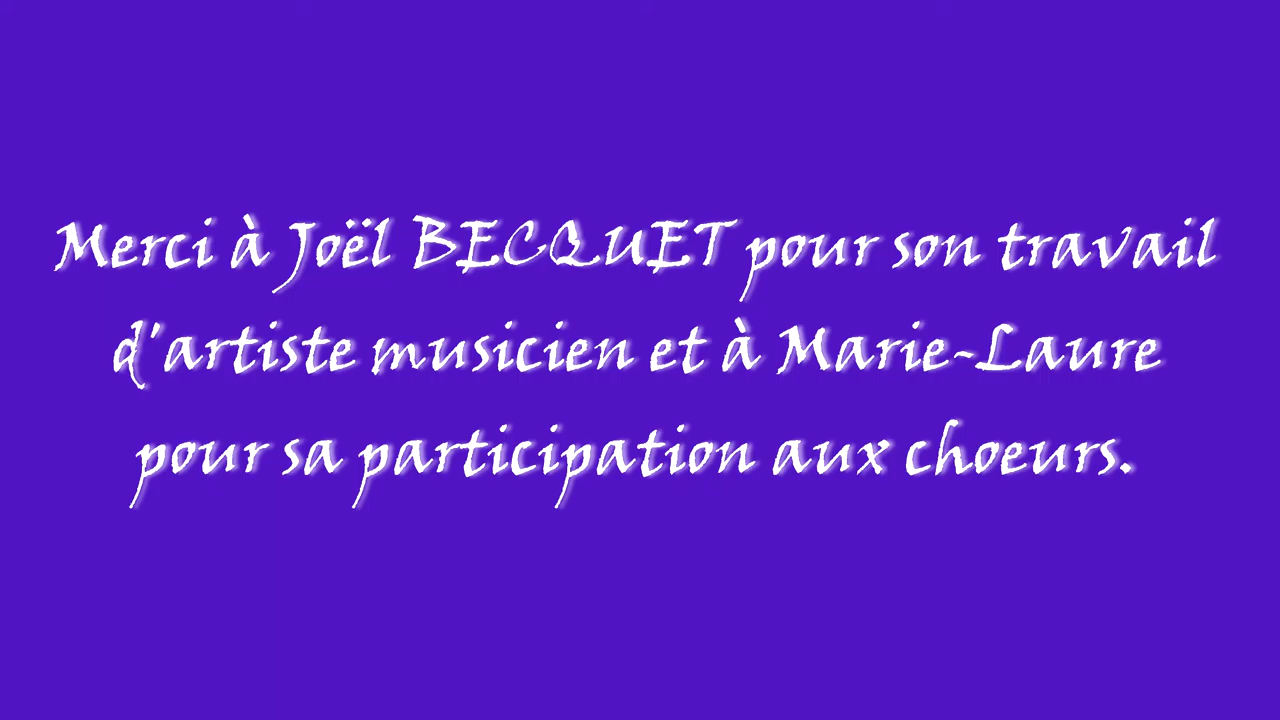 Merci à Joël BECQUET pour son travail
d'artiste musicien et à Marie-Laure
pour sa participation aux choeurs.